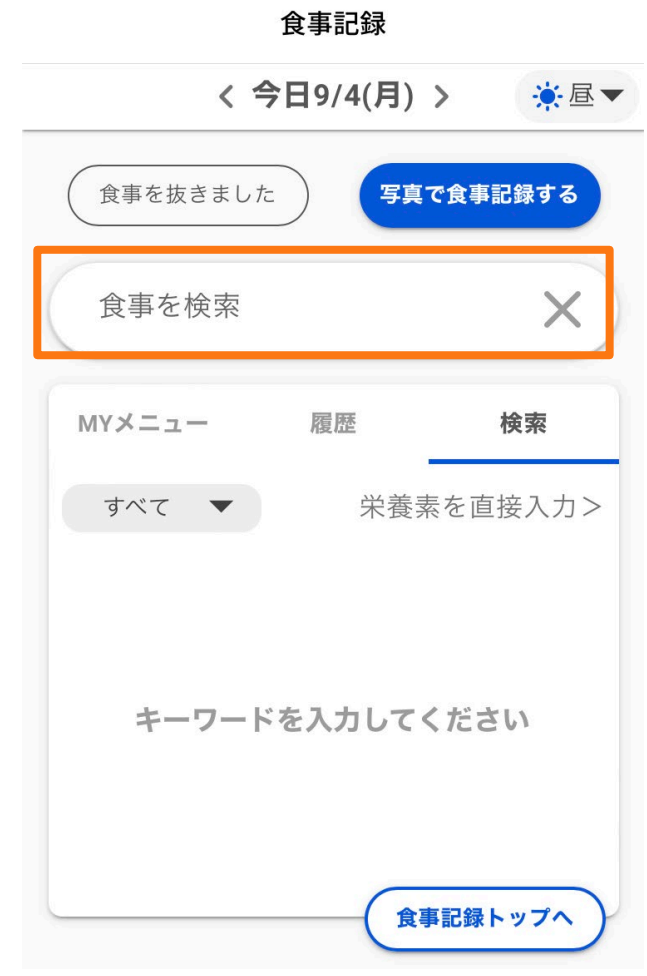 食事記録
< 今日9/4(月) >
昼
食事を抜きました
写真で食事記録する
食事を検索
MYメニュー
履歴
検索
すべて
栄養素を直接入力>
キーワードを入力してください
食事記録トップへ